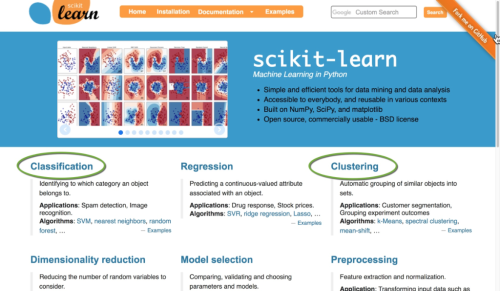 scikit
learn
Home Installation Documentation Examples
Google Custom Search Search
Fork me on GitHub
scikit-learn
Machine Learning in Python
Simple and efficient tools for data mining and data analysis
Accessible to everybody, and reusable in various contexts
Built on NumPy, SciPy, and matplotlib
Open source, commercially usable - BSD license
Classification
Identifying to which category an object
belongs to.
Applications: Spam detection, Image
recognition.
Algorithms: SVM, nearest neighbors, random
forest, ...
— Examples
Regression
Predicting a continuous-valued attribute
associated with an object.
Applications: Drug response, Stock prices.
Algorithms: SVR, ridge regression, Lasso, ...
— Examples
Clustering
Automatic grouping of similar objects into
sets.
Applications: Customer segmentation,
Grouping experiment outcomes
Algorithms: k-Means, spectral clustering,
mean-shift, ...
— Examples
Dimensionality reduction
Reducing the number of random variables to
consider.
Model selection
Comparing, validating and choosing
parameters and models.
Preprocessing
Feature extraction and normalization.
Application: Transforming input data such as